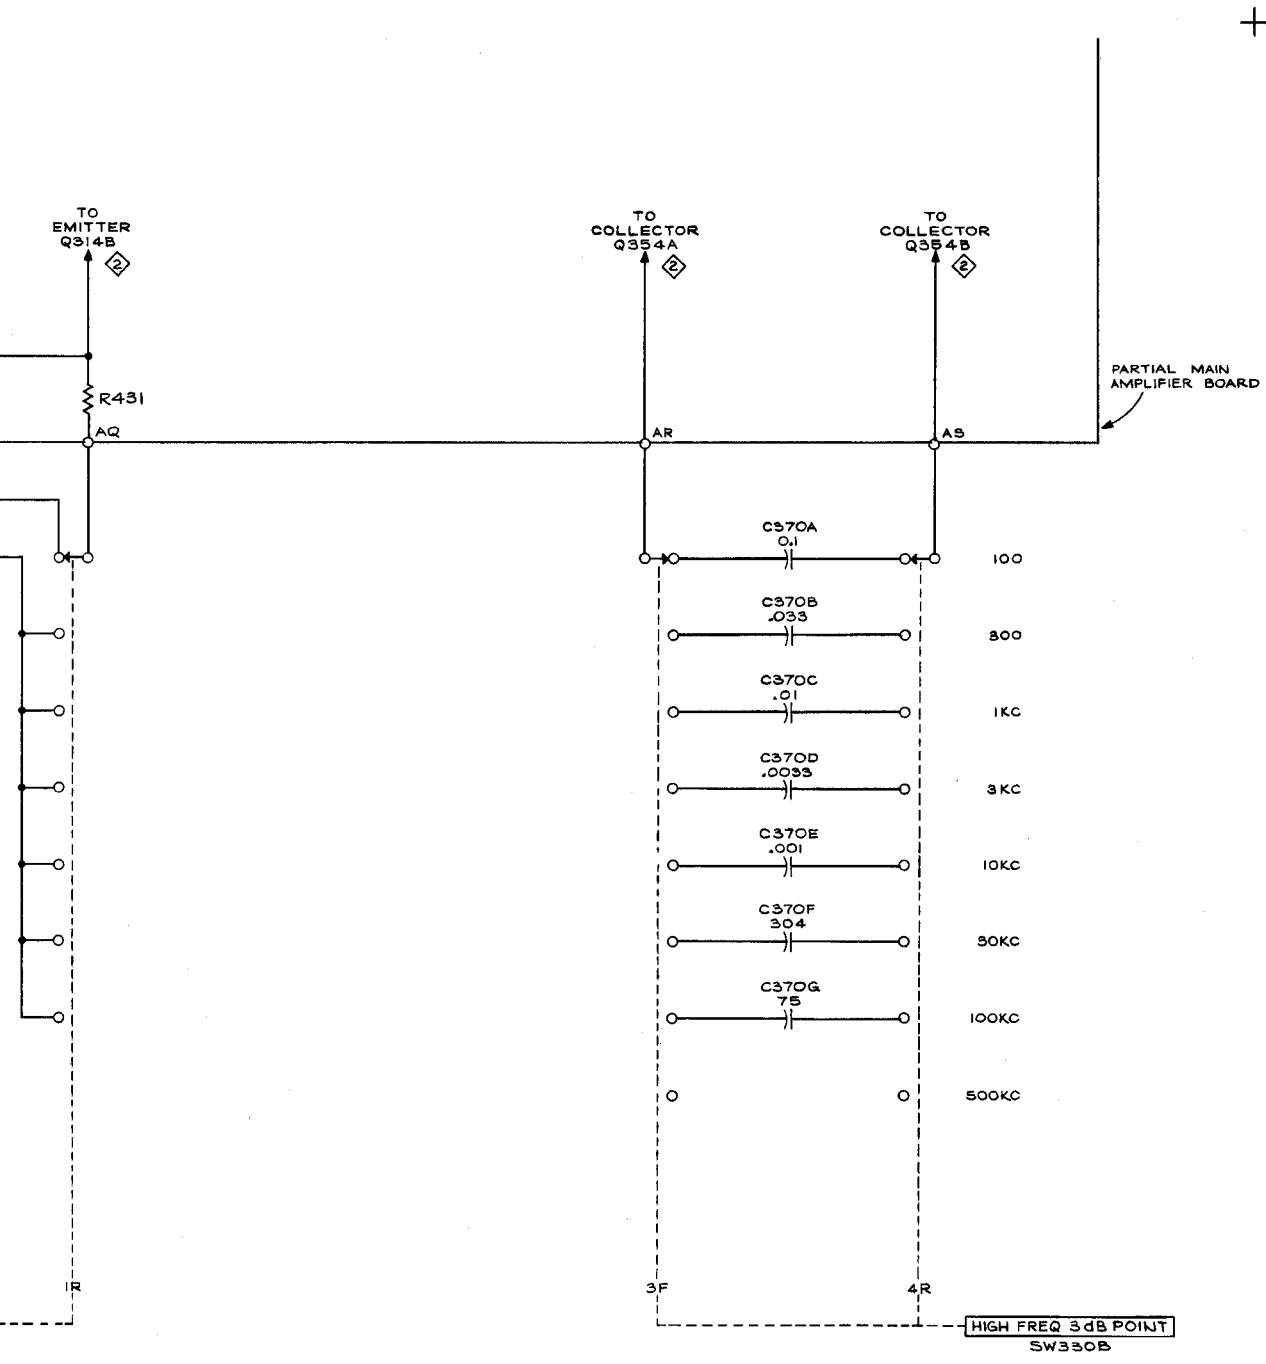 TO
EMITTER
Q314B
2
TO
COLLECTOR
Q354A
2
TO
COLLECTOR
Q354B
2
PARTIAL MAIN
AMPLIFIER BOARD
R431
AQ
AR
AS
C370A
0.1
100
C370B
.033
300
C370C
.01
1KC
C370D
.0033
3KC
C370E
.001
10KC
C370F
304
30KC
C370G
75
100KC
500KC
1R
3F
4R
HIGH FREQ 3dB POINT
SW330B